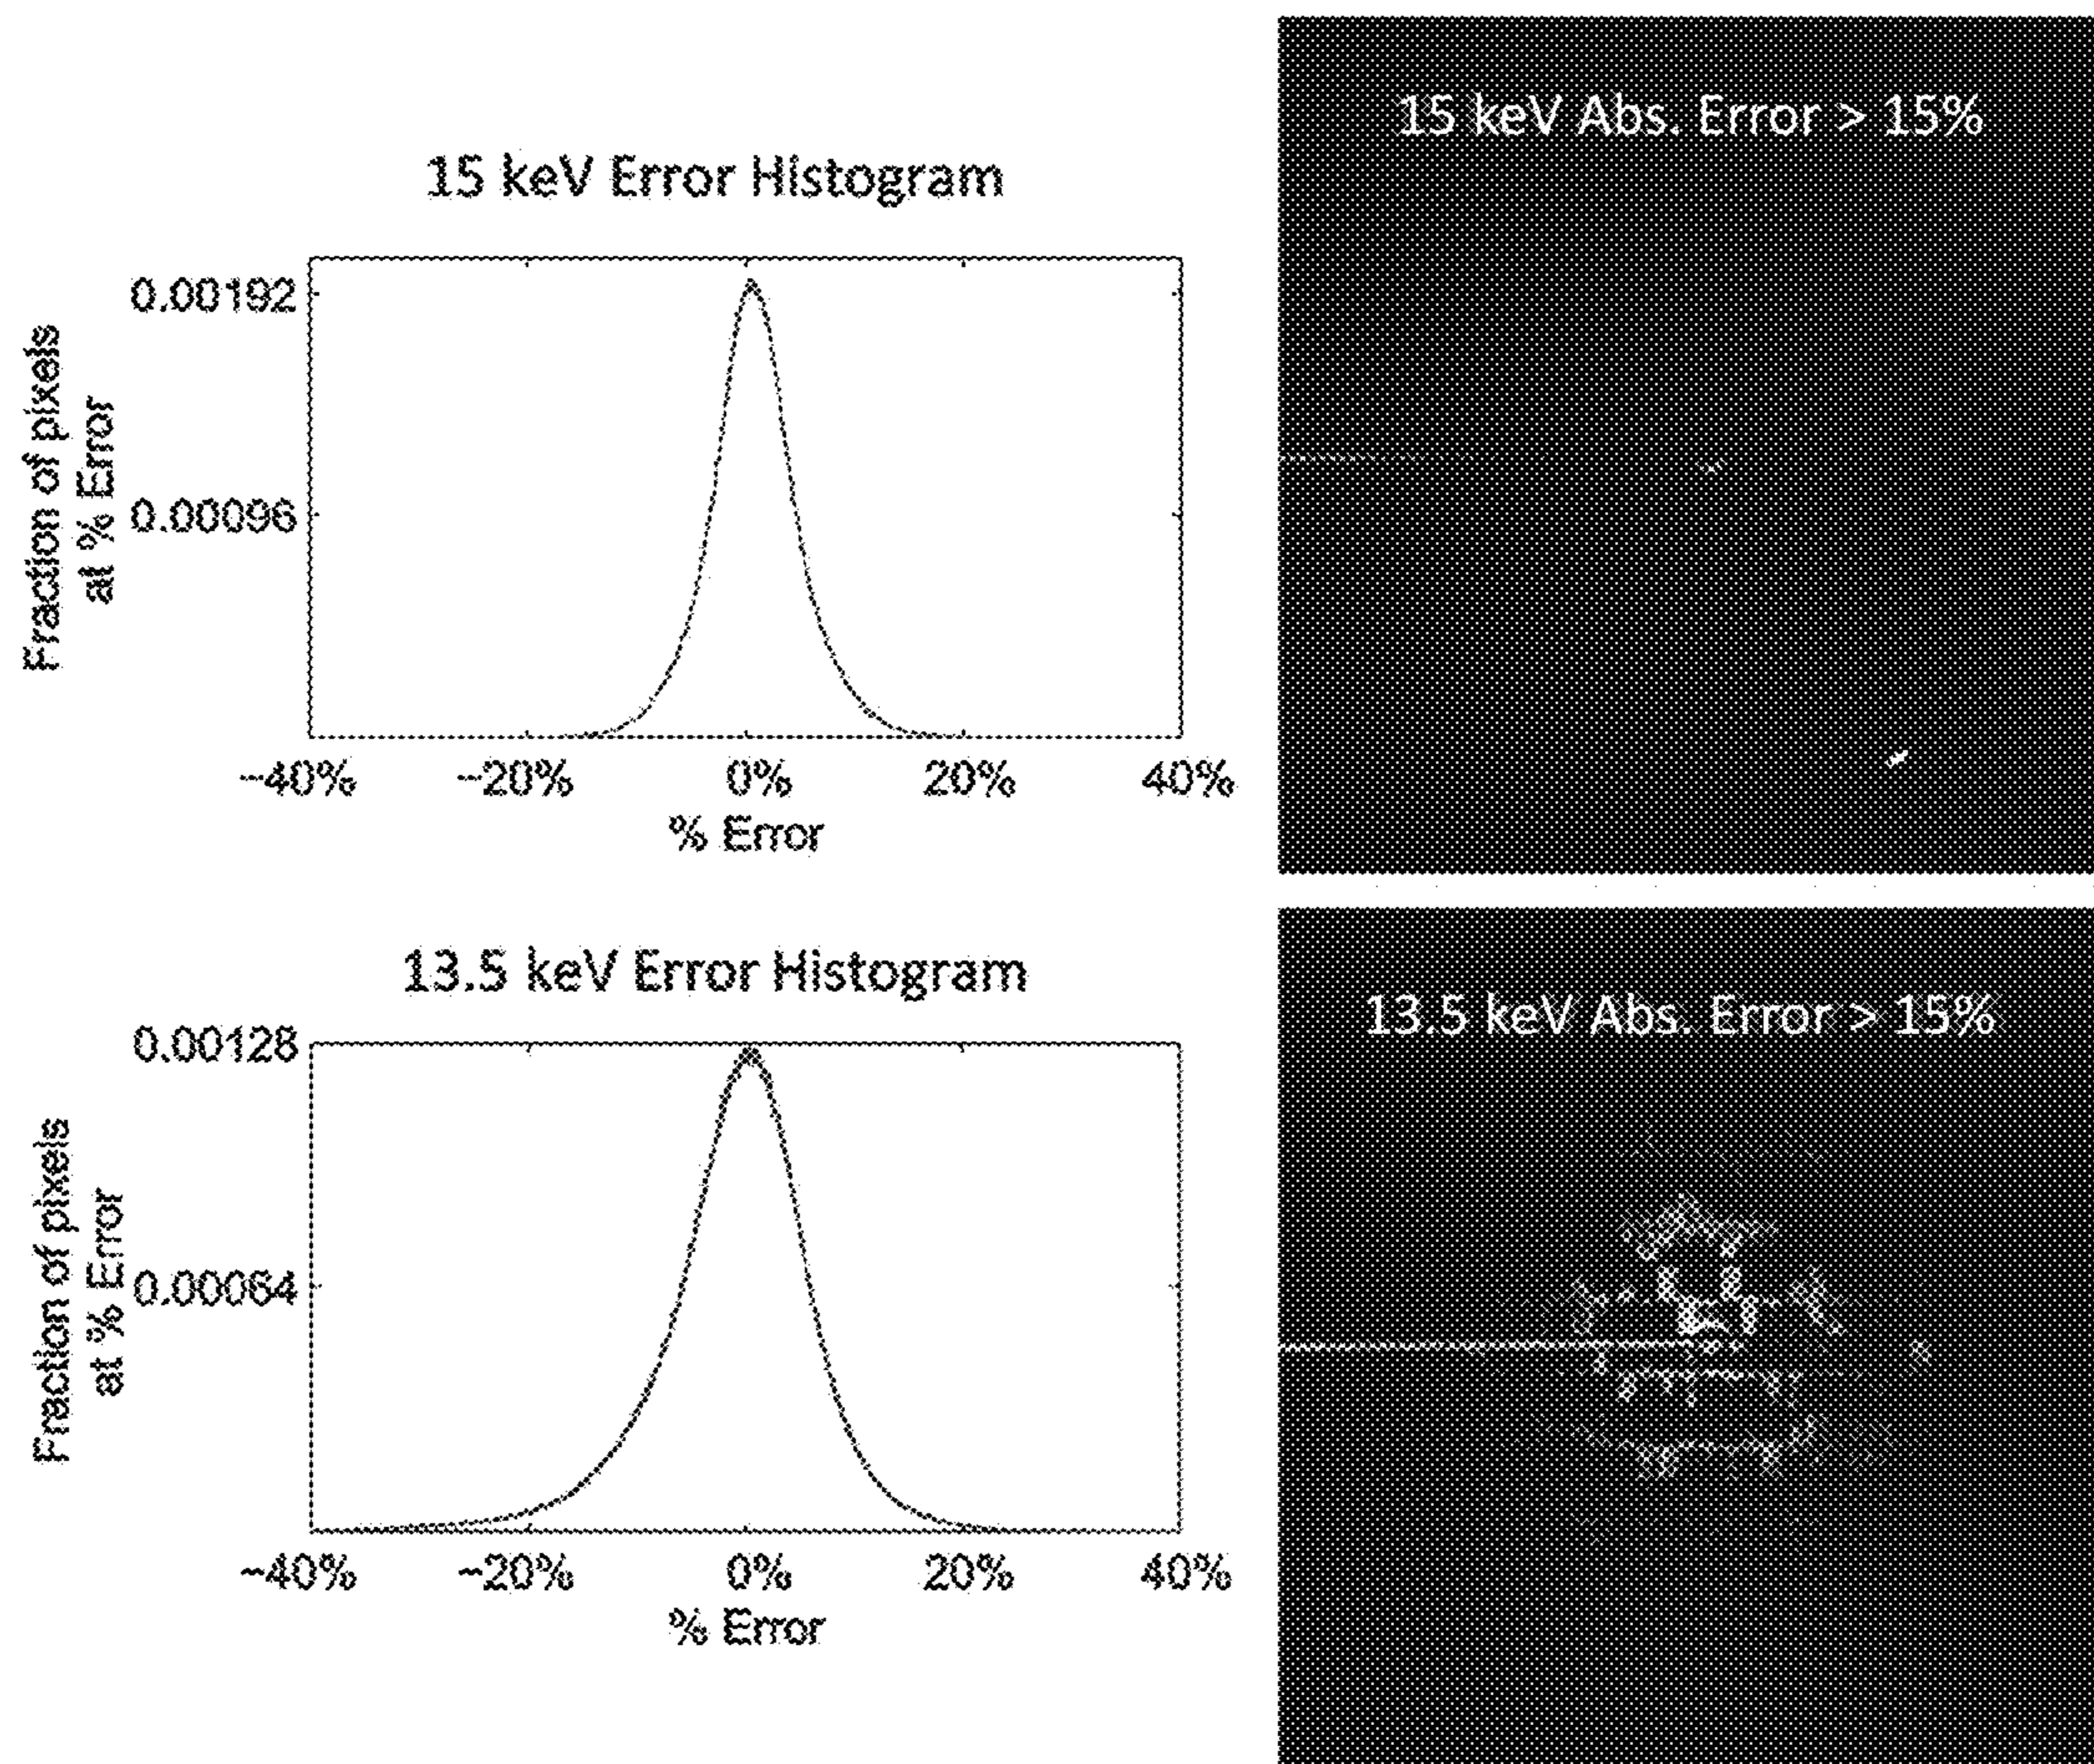 15 keV Error Histogram
0.00192
0.00096
Fraction of pixels
at % Error
−40% −20% 0% 20% 40%
% Error
15 keV Abs. Error > 15%
13.5 keV Error Histogram
0.00128
0.00064
Fraction of pixels
at % Error
−40% −20% 0% 20% 40%
% Error
13.5 keV Abs. Error > 15%